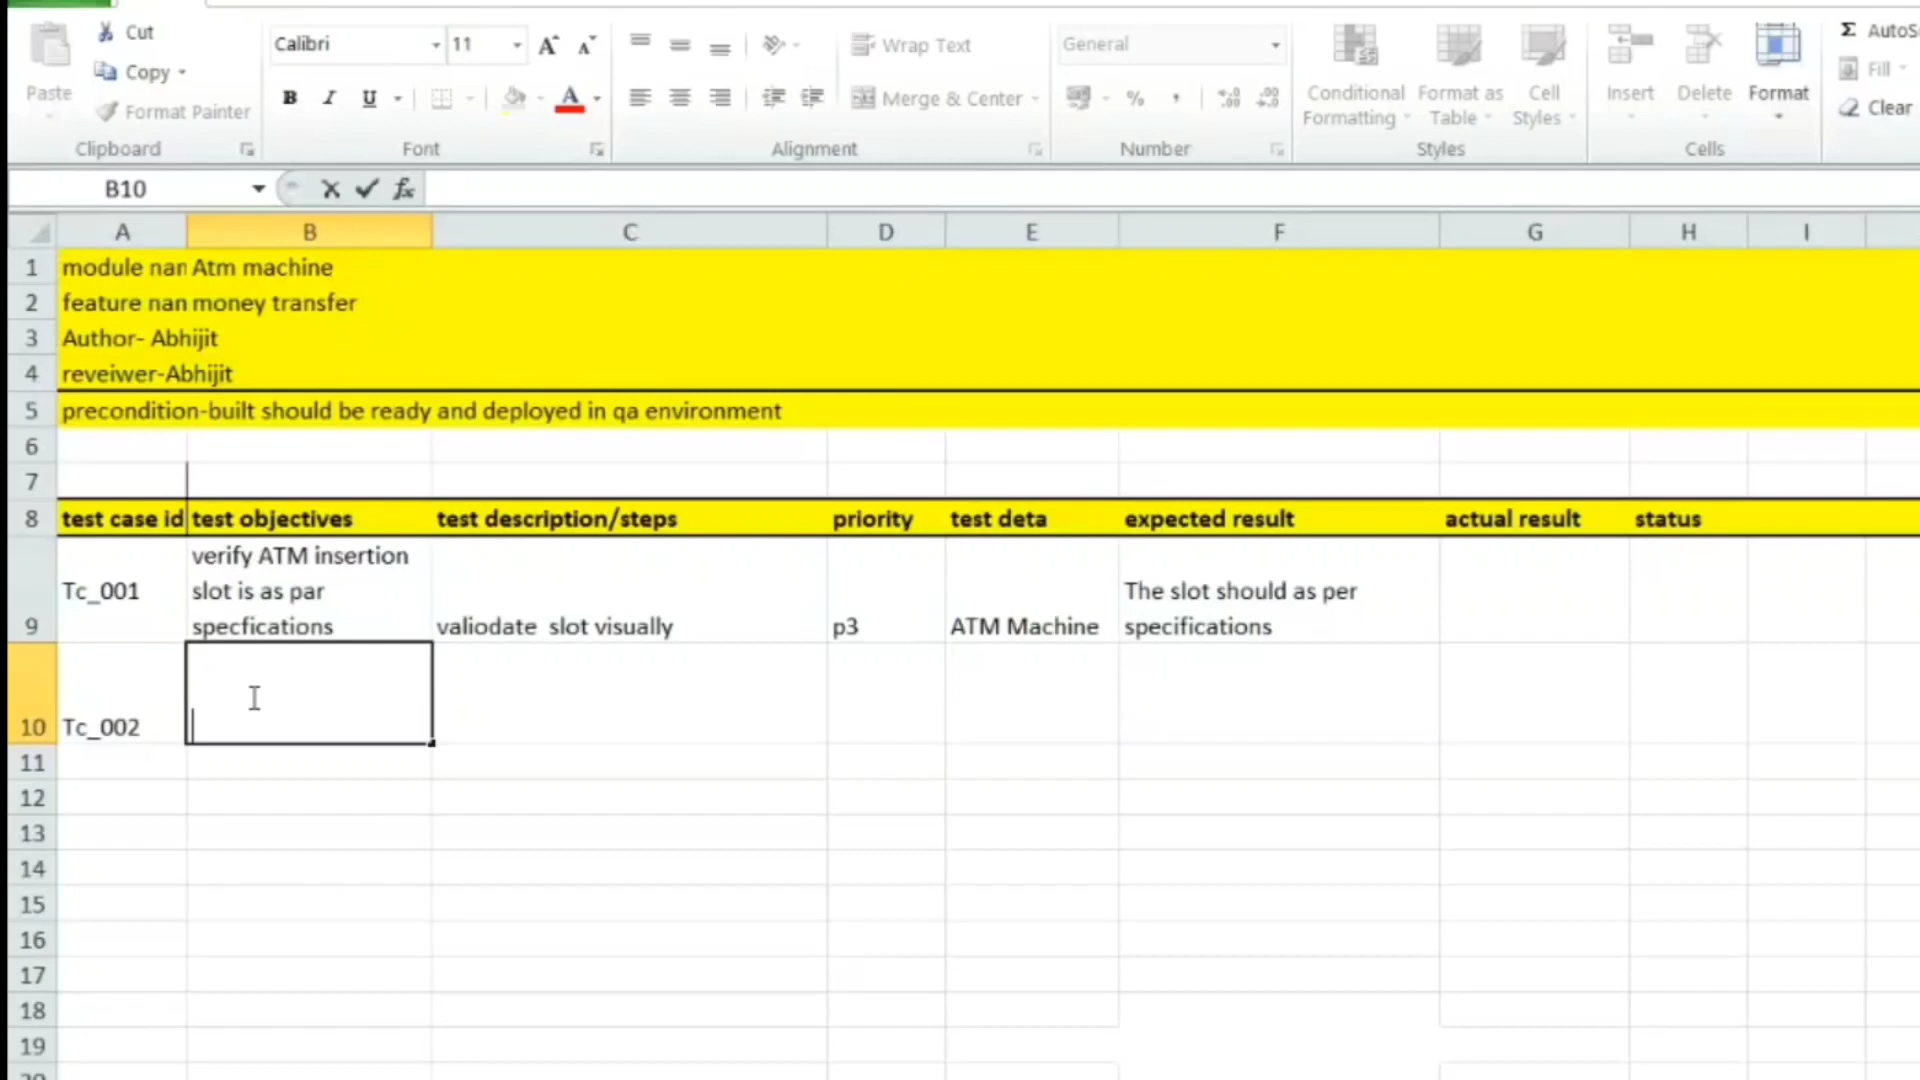 Cut
Calibri 11 A A Wrap Text General Σ AutoS
Copy Fill
Paste B I U A Merge & Center % , Conditional Format as Cell Insert Delete Format
Format Painter Formatting Table Styles Clear
Clipboard Font Alignment Number Styles Cells
B10 fx
A B C D E F G H I
1 module nan Atm machine
2 feature nan money transfer
3 Author- Abhijit
4 reveiwer-Abhijit
5 precondition-built should be ready and deployed in qa environment
6
7
8 test case id test objectives test description/steps priority test deta expected result actual result status
verify ATM insertion
Tc_001 slot is as par The slot should as per
9 specfications valiodate slot visually p3 ATM Machine specifications
10 Tc_002
11
12
13
14
15
16
17
18
19